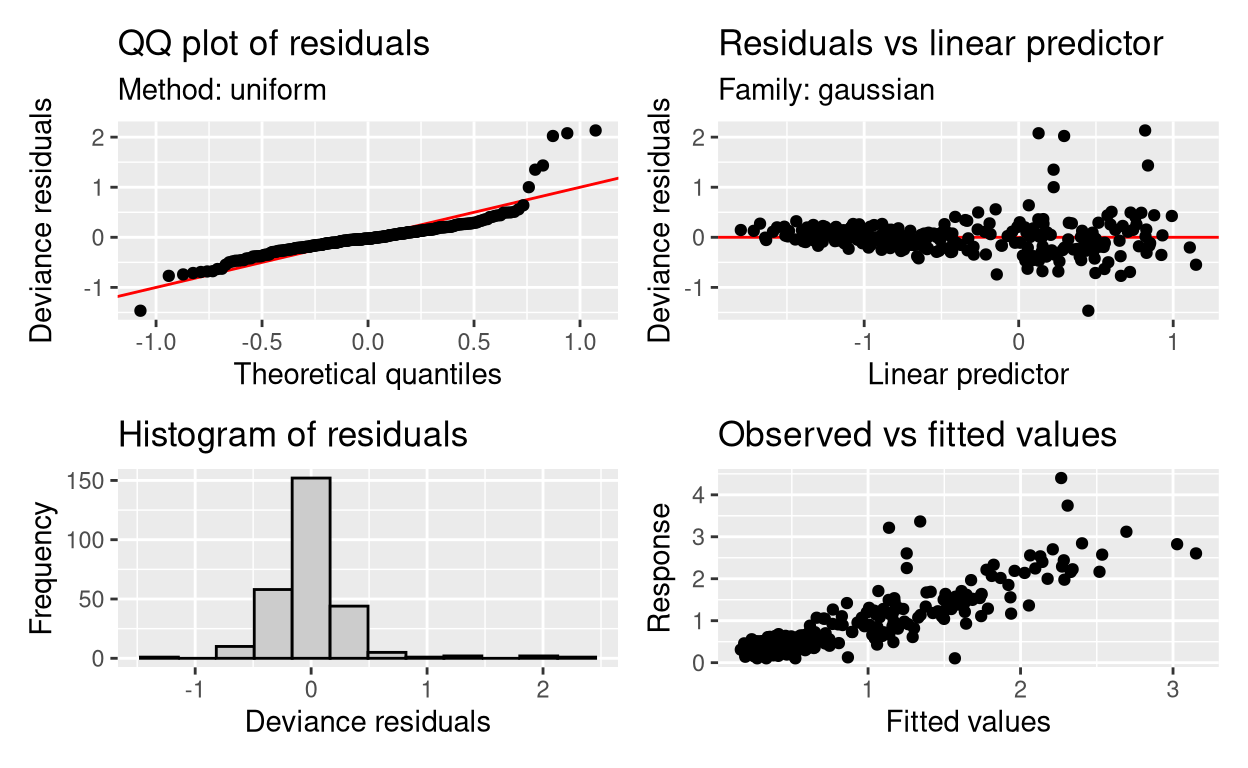 QQ plot of residuals
Method: uniform
Deviance residuals
2
1
0
-1
-1.0 -0.5 0.0 0.5 1.0
Theoretical quantiles
Residuals vs linear predictor
Family: gaussian
Deviance residuals
2
1
0
-1
-1 0 1
Linear predictor
Histogram of residuals
Frequency
150
100
50
0
-1 0 1 2
Deviance residuals
Observed vs fitted values
Response
4
3
2
1
0
1 2 3
Fitted values